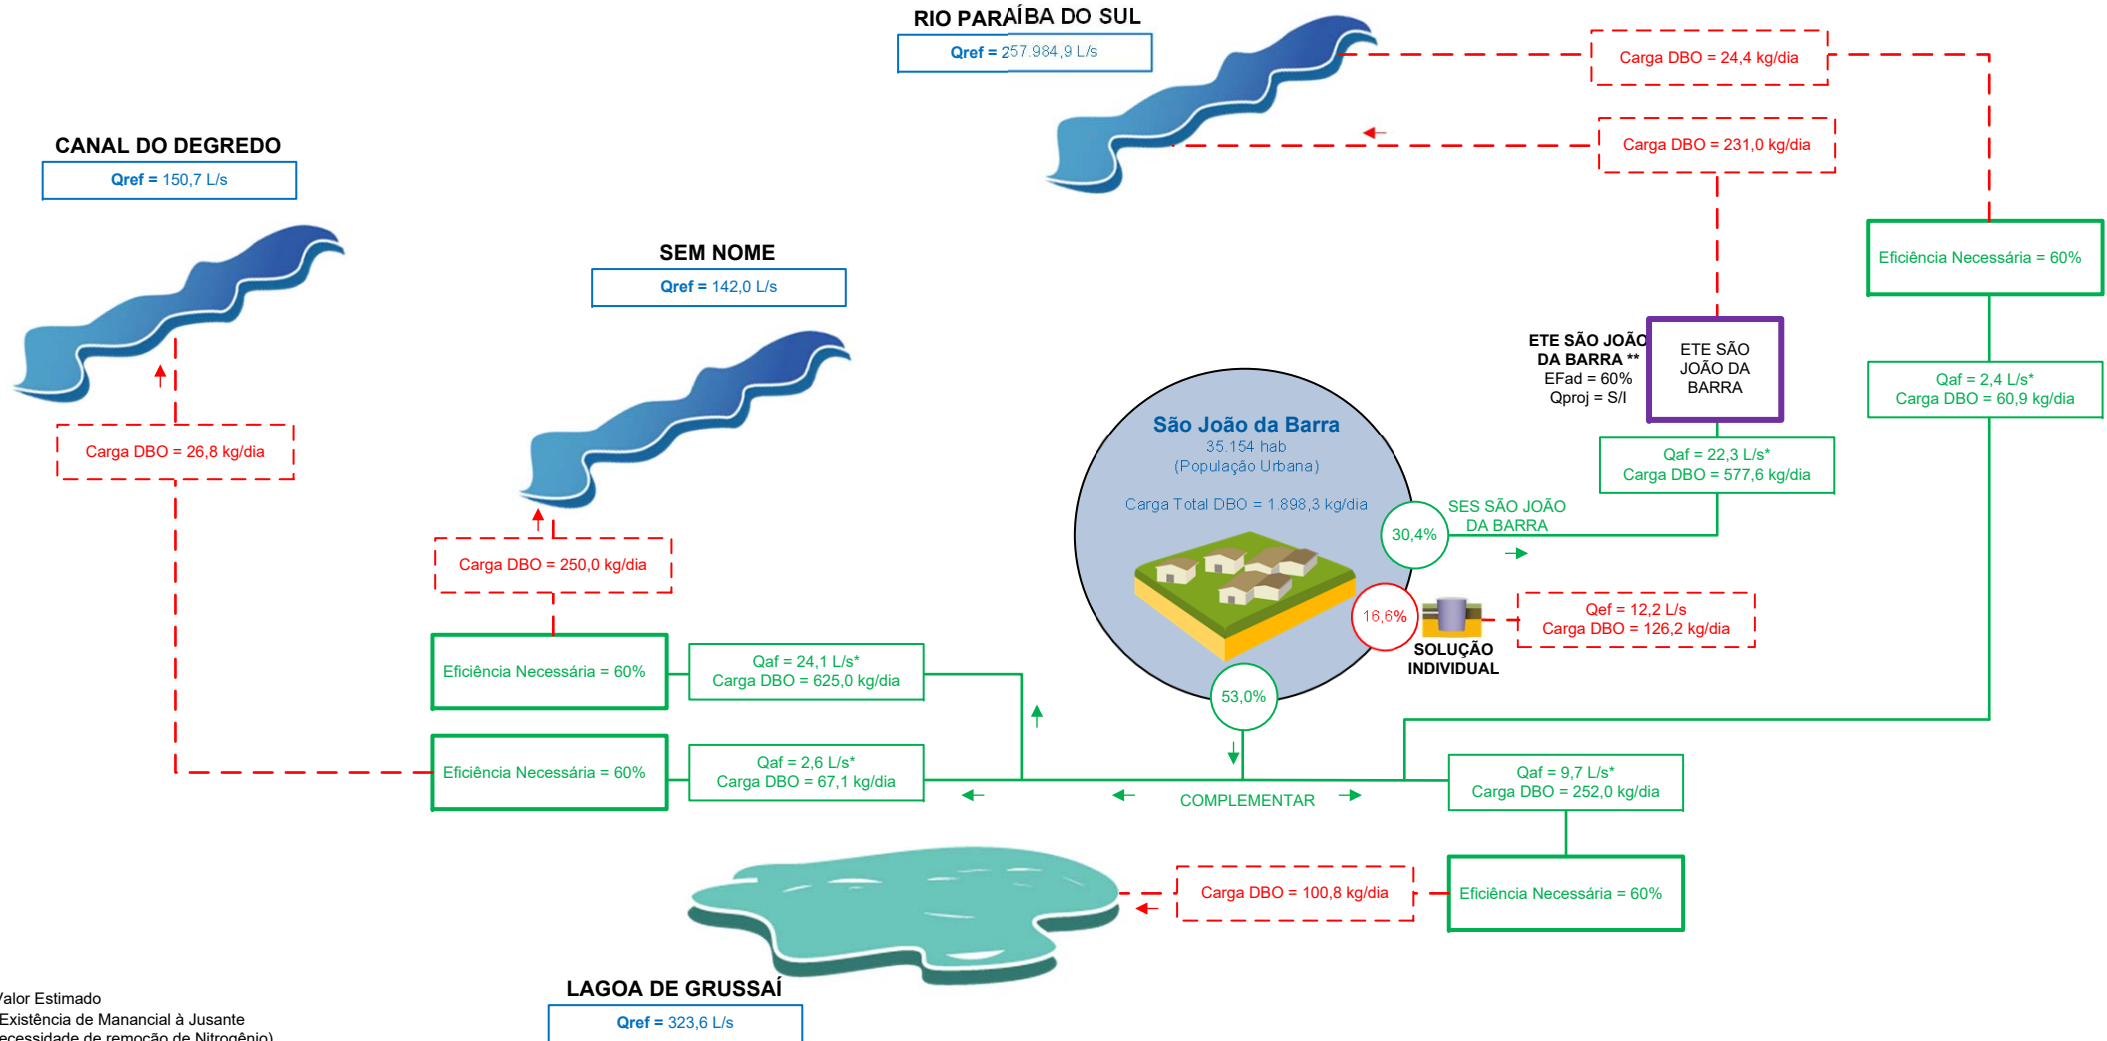 RIO PARAÍBA DO SUL
Qref = 257.984,9 L/s
Carga DBO = 24,4 kg/dia
Carga DBO = 231,0 kg/dia
CANAL DO DEGREDO
Qref = 150,7 L/s
SEM NOME
Qref = 142,0 L/s
Eficiência Necessária = 60%
ETE SÃO JOÃO
DA BARRA **
EFad = 60%
Qproj = S/I
ETE SÃO
JOÃO DA
BARRA
Qaf = 2,4 L/s*
Carga DBO = 60,9 kg/dia
Carga DBO = 26,8 kg/dia
São João da Barra
35.154 hab
(População Urbana)
Carga Total DBO = 1.898,3 kg/dia
Qaf = 22,3 L/s*
Carga DBO = 577,6 kg/dia
30,4%
SES SÃO JOÃO
DA BARRA
Carga DBO = 250,0 kg/dia
16,6%
SOLUÇÃO
INDIVIDUAL
Qef = 12,2 L/s
Carga DBO = 126,2 kg/dia
Eficiência Necessária = 60%
Qaf = 24,1 L/s*
Carga DBO = 625,0 kg/dia
53,0%
Eficiência Necessária = 60%
Qaf = 2,6 L/s*
Carga DBO = 67,1 kg/dia
COMPLEMENTAR
Qaf = 9,7 L/s*
Carga DBO = 252,0 kg/dia
Carga DBO = 100,8 kg/dia
Eficiência Necessária = 60%
LAGOA DE GRUSSAÍ
Qref = 323,6 L/s
Valor Estimado
Existência de Manancial à Jusante
ecessidade de remoção de Nitrogênio)